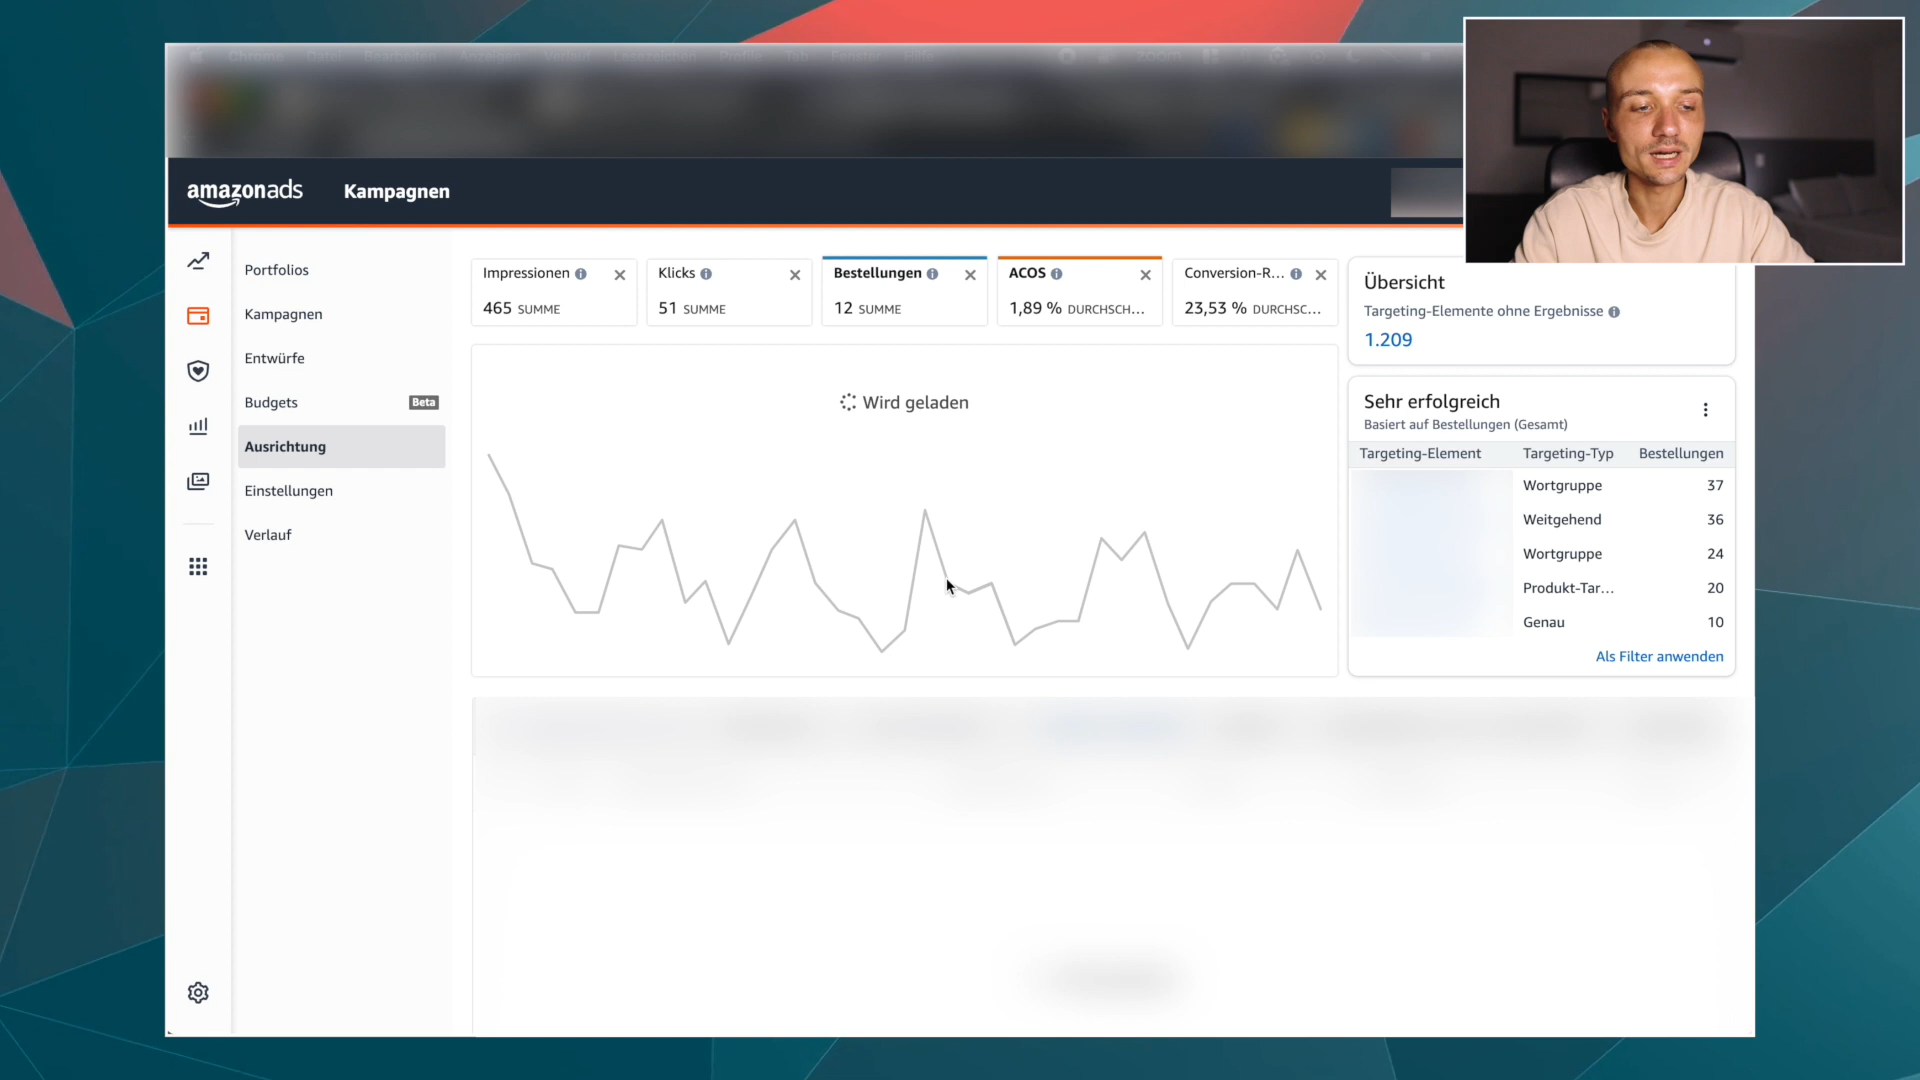 amazonads
Kampagnen
Portfolios
Kampagnen
Entwürfe
Budgets
Beta
Ausrichtung
Einstellungen
Verlauf
Impressionen
465 SUMME
Klicks
51 SUMME
Bestellungen
12 SUMME
ACOS
1,89 % DURCHSCH...
Conversion-R...
23,53 % DURCHSC...
Wird geladen
Übersicht
Targeting-Elemente ohne Ergebnisse
1.209
Sehr erfolgreich
Basiert auf Bestellungen (Gesamt)
Targeting-Element Targeting-Typ Bestellungen
Wortgruppe 37
Weitgehend 36
Wortgruppe 24
Produkt-Tar... 20
Genau 10
Als Filter anwenden